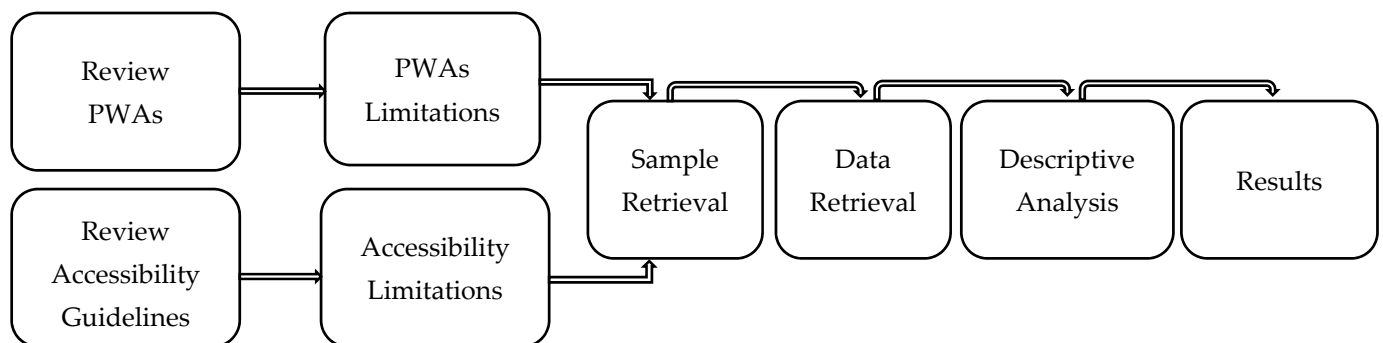 Review
PWAs
PWAs
Limitations
Review
Accessibility
Guidelines
Accessibility
Limitations
Sample
Retrieval
Data
Retrieval
Descriptive
Analysis
Results